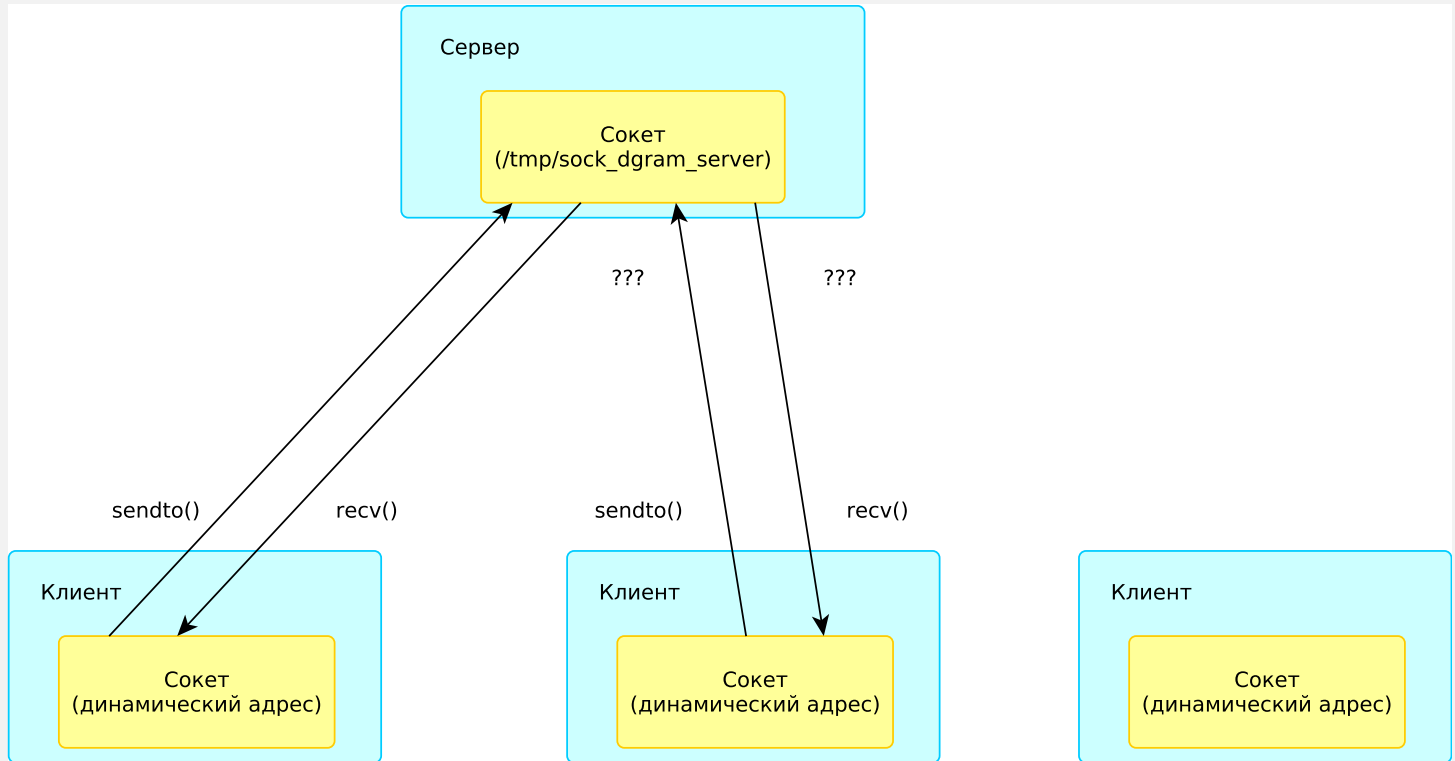 Сервер
Сокет
(/tmp/sock_dgram_server)
??? ???
sendto() recv() sendto() recv()
Клиент Клиент Клиент
Сокет Сокет Сокет
(динамический адрес) (динамический адрес) (динамический адрес)